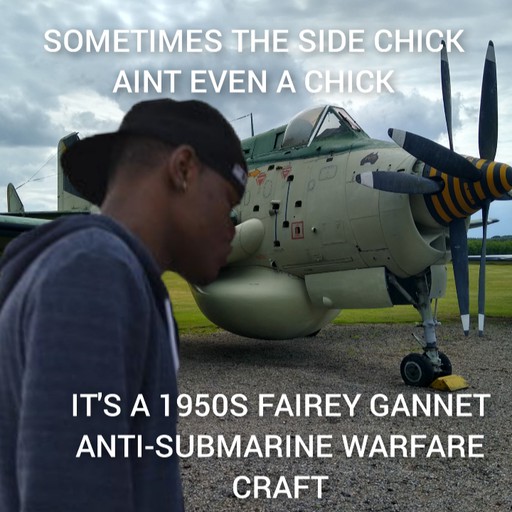 SOMETIMES THE SIDE CHICK
AINT EVEN A CHICK
IT'S A 1950S FAIREY GANNET
ANTI-SUBMARINE WARFARE
CRAFT